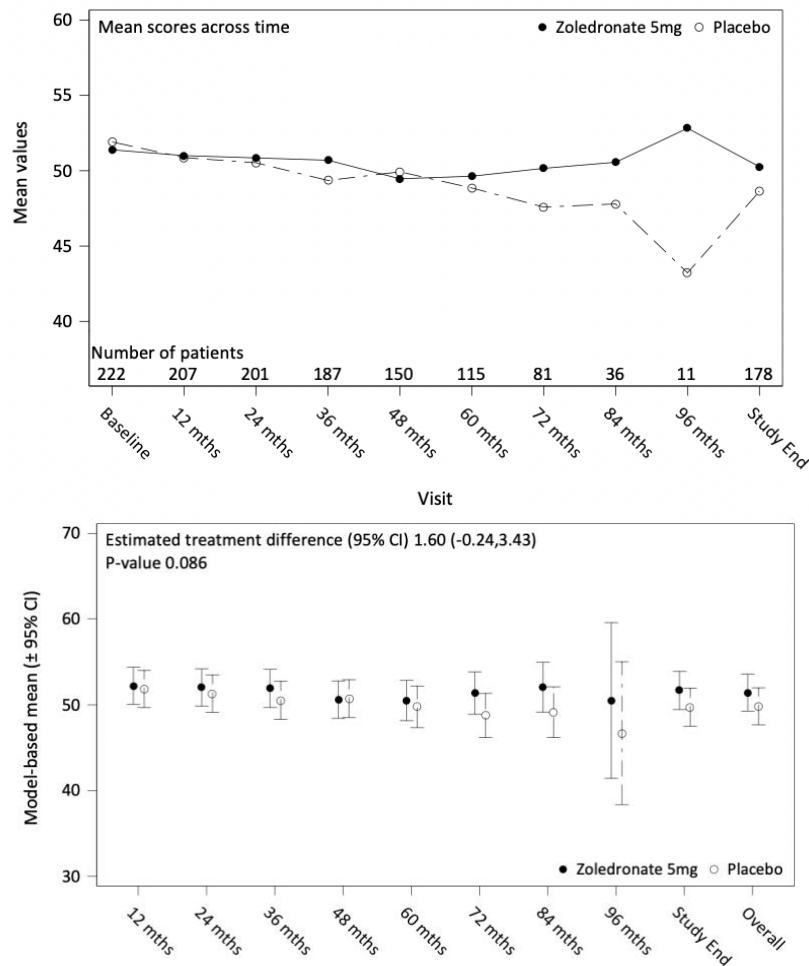 60
Mean scores across time
Zoledronate 5mg Placebo
55
50
45
40
Mean values
Number of patients
222 207 201 187 150 115 81 36 11 178
Baseline 12 mths 24 mths 36 mths 48 mths 60 mths 72 mths 84 mths 96 mths Study End
Visit
70
Estimated treatment difference (95% CI) 1.60 (-0.24,3.43)
P-value 0.086
60
50
40
30
Model-based mean (± 95% CI)
Zoledronate 5mg Placebo
12 mths 24 mths 36 mths 48 mths 60 mths 72 mths 84 mths 96 mths Study End Overall